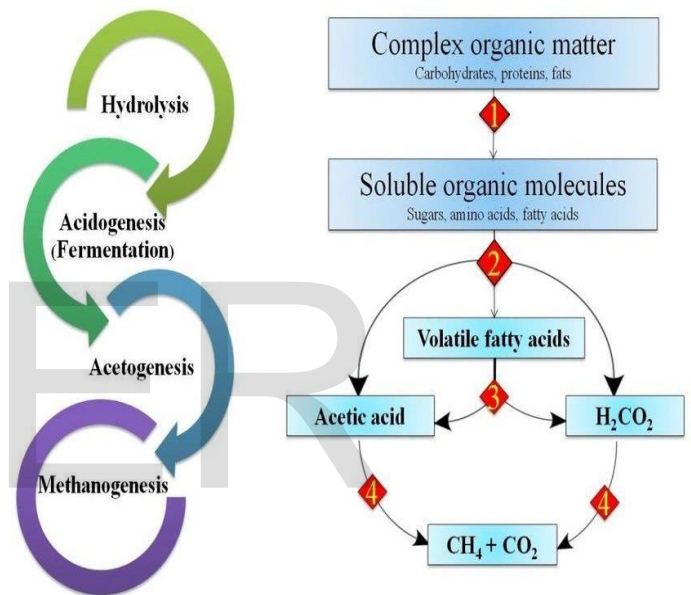 Hydrolysis
Acidogenesis
(Fermentation)
Acetogenesis
Methanogenesis
Complex organic matter
Carbohydrates, proteins, fats
1
Soluble organic molecules
Sugars, amino acids, fatty acids
2
Volatile fatty acids
3
Acetic acid
H₂CO₂
4
4
CH₄ + CO₂
ER